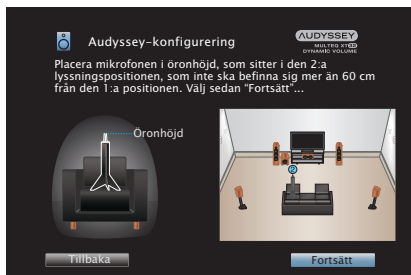 Audyssey-konfigurering
AUDYSSEY
MULTEQ XT32
DYNAMIC VOLUME
Placera mikrofonen i öronhöjd, som sitter i den 2:a
lyssningspositionen, som inte ska befinna sig mer än 60 cm
från den 1:a positionen. Välj sedan "Fortsätt"...
Öronhöjd
2
Tillbaka
Fortsätt